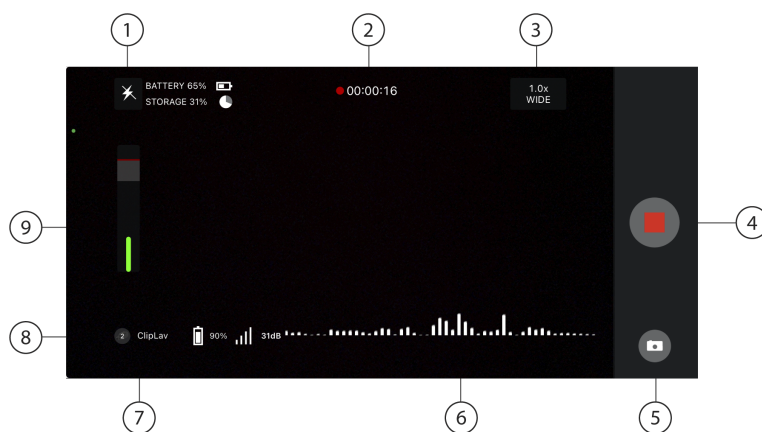 1
2
3
BATTERY 65%
STORAGE 31%
00:00:16
1.0x
WIDE
9
4
8
2 ClipLav 90% 31dB
7
6
5